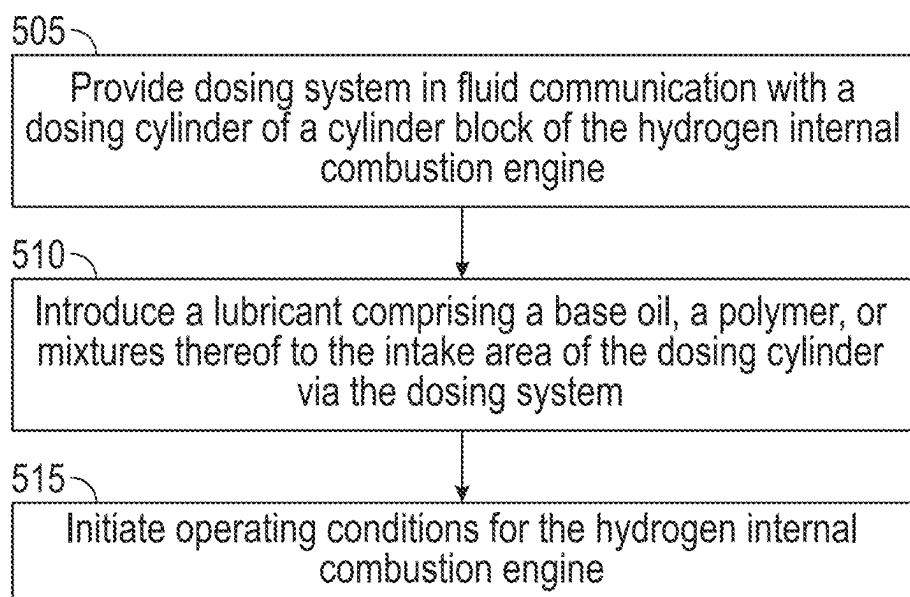 505
Provide dosing system in fluid communication with a
dosing cylinder of a cylinder block of the hydrogen internal
combustion engine
510
Introduce a lubricant comprising a base oil, a polymer, or
mixtures thereof to the intake area of the dosing cylinder
via the dosing system
515
Initiate operating conditions for the hydrogen internal
combustion engine